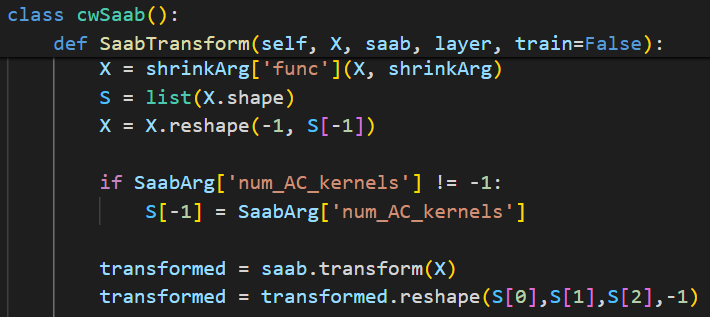 class cwSaab():
    def SaabTransform(self, X, saab, layer, train=False):
        X = shrinkArg['func'](X, shrinkArg)
        S = list(X.shape)
        X = X.reshape(-1, S[-1])

        if SaabArg['num_AC_kernels'] != -1:
            S[-1] = SaabArg['num_AC_kernels']

        transformed = saab.transform(X)
        transformed = transformed.reshape(S[0],S[1],S[2],-1)